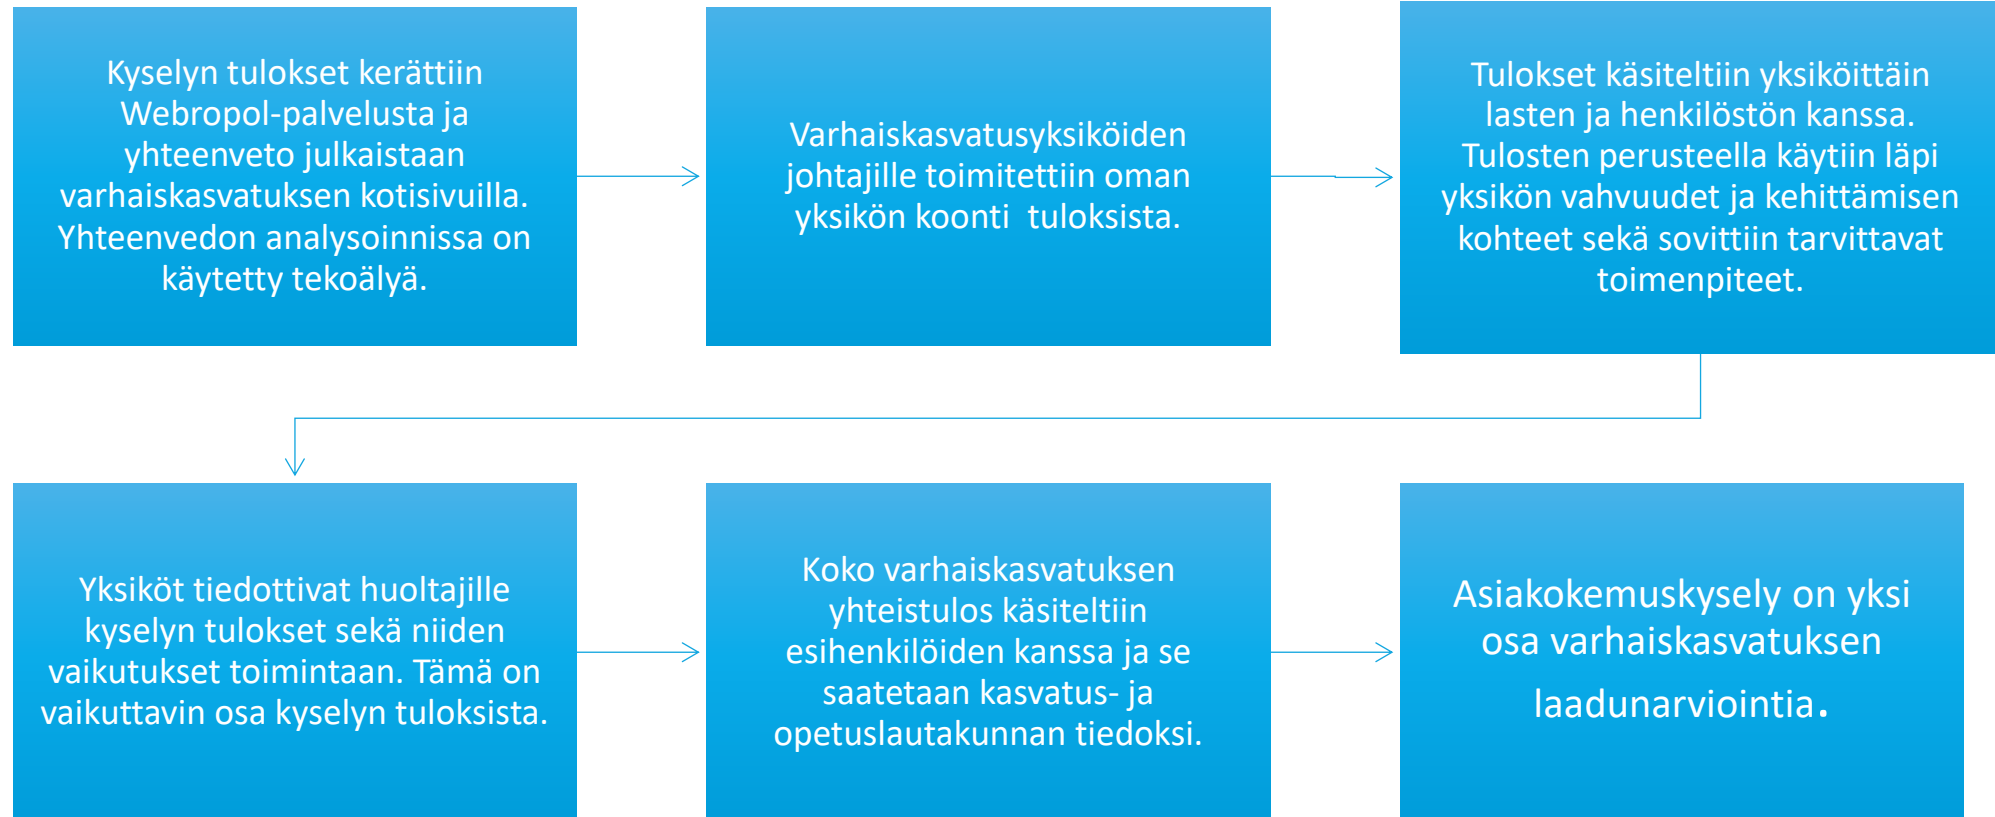 Kyselyn tulokset kerättiin
Webropol-palvelusta ja
yhteenveto julkaistaan
varhaiskasvatuksen kotisivuilla.
Yhteenvedon analysoinnissa on
käytetty tekoälyä.
Varhaiskasvatusyksiköiden
johtajille toimitettiin oman
yksikön koonti  tuloksista.
Tulokset käsiteltiin yksiköittäin
lasten ja henkilöstön kanssa.
Tulosten perusteella käytiin läpi
yksikön vahvuudet ja kehittämisen
kohteet sekä sovittiin tarvittavat
toimenpiteet.
Yksiköt tiedottivat huoltajille
kyselyn tulokset sekä niiden
vaikutukset toimintaan. Tämä on
vaikuttavin osa kyselyn tuloksista.
Koko varhaiskasvatuksen
yhteistulos käsiteltiin
esihenkilöiden kanssa ja se
saatetaan kasvatus- ja
opetuslautakunnan tiedoksi.
Asiakokemuskysely on yksi
osa varhaiskasvatuksen
laadunarviointia.